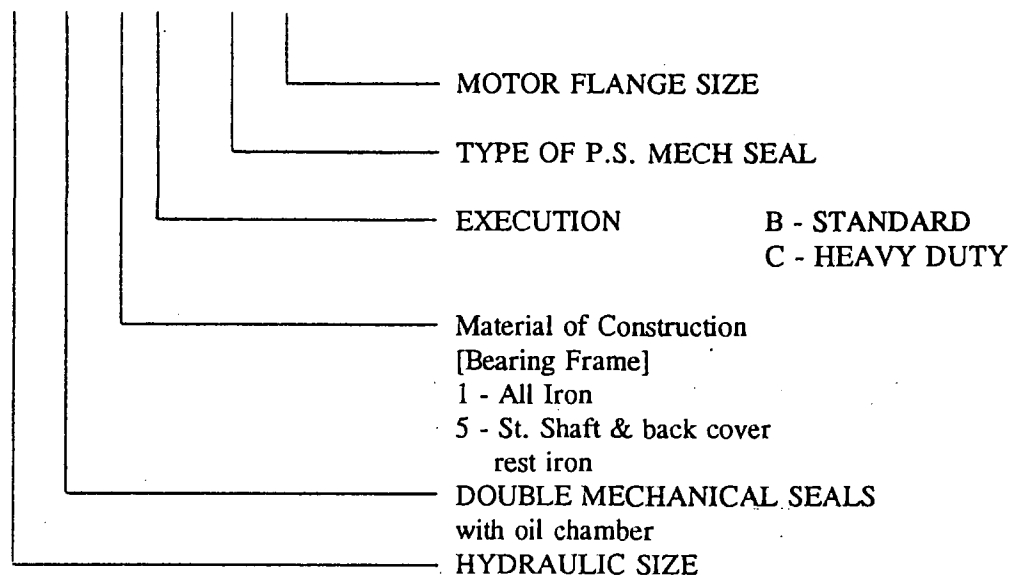 MOTOR FLANGE SIZE
TYPE OF P.S. MECH SEAL
EXECUTION B - STANDARD
C - HEAVY DUTY
Material of Construction
[Bearing Frame]
1 - All Iron
5 - St. Shaft & back cover
rest iron
DOUBLE MECHANICAL SEALS
with oil chamber
HYDRAULIC SIZE